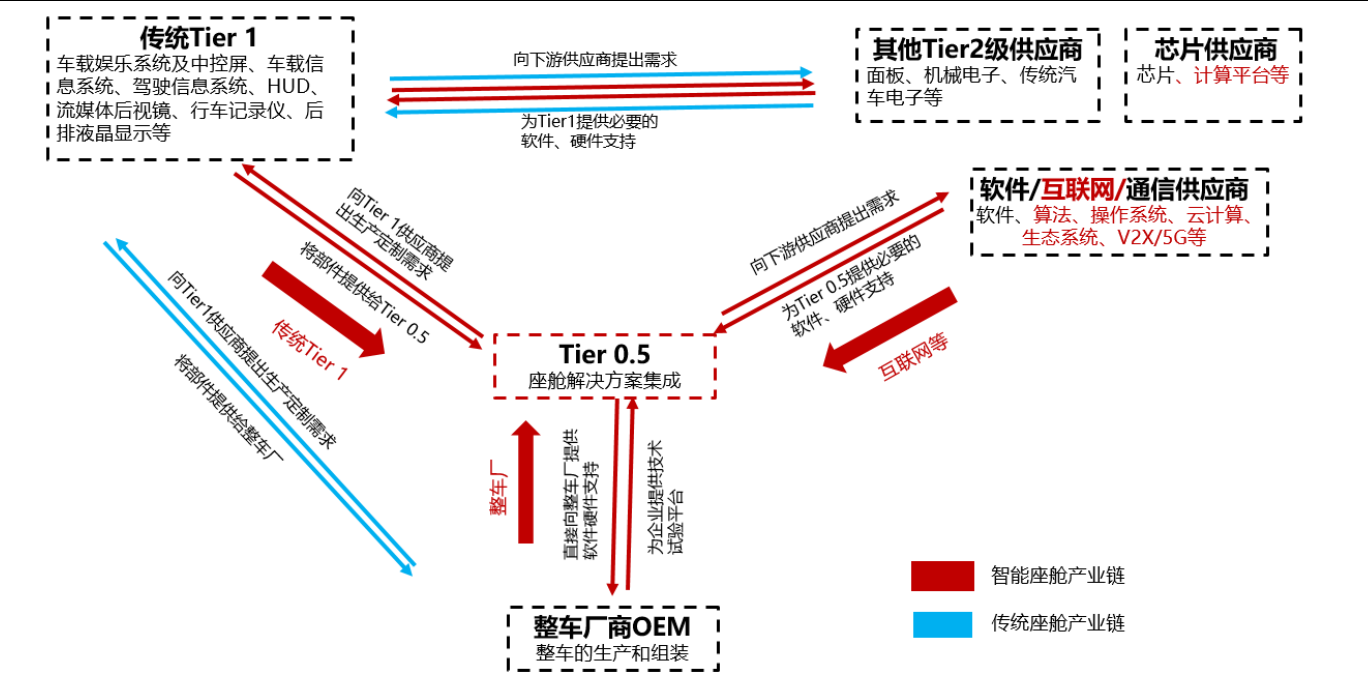 传统Tier 1
车载娱乐系统及中控屏、车载信
息系统、驾驶信息系统、HUD、
流媒体后视镜、行车记录仪、后
排液晶显示等
向下游供应商提出需求
为Tier1提供必要的
软件、硬件支持
其他Tier2级供应商
面板、机械电子、传统汽
车电子等
芯片供应商
芯片、计算平台等
软件/互联网/通信供应商
软件、算法、操作系统、云计算、
生态系统、V2X/5G等
向Tier 1供应商提
出生产定制需求
将部件提供给Tier 0.5
传统Tier 1
向下游供应商提出需求
为Tier 0.5提供必要的
软件、硬件支持
互联网等
向Tier1供应商提出生产定制需求
将部件提供给整车厂
Tier 0.5
座舱解决方案集成
整车厂
直接向整车厂提供
软件硬件支持
为企业提供技术
试验平台
整车厂商OEM
整车的生产和组装
智能座舱产业链
传统座舱产业链